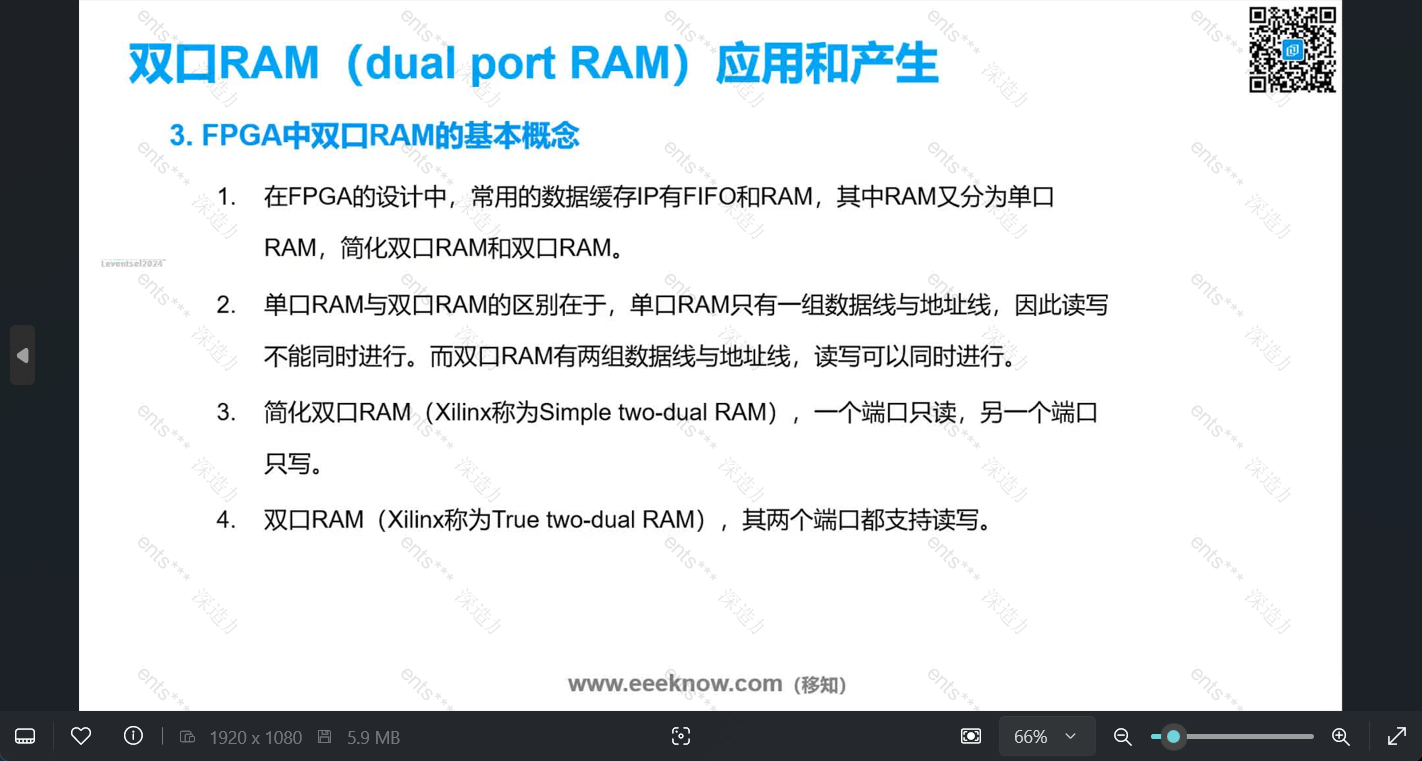 双口RAM（dual port RAM）应用和产生
3. FPGA中双口RAM的基本概念
1. 在FPGA的设计中，常用的数据缓存IP有FIFO和RAM，其中RAM又分为单口
RAM，简化双口RAM和双口RAM。
Leventsel2024
2. 单口RAM与双口RAM的区别在于，单口RAM只有一组数据线与地址线，因此读写
不能同时进行。而双口RAM有两组数据线与地址线，读写可以同时进行。
3. 简化双口RAM（Xilinx称为Simple two-dual RAM），一个端口只读，另一个端口
只写。
4. 双口RAM（Xilinx称为True two-dual RAM），其两个端口都支持读写。
www.eeeknow.com（移知）
1920 x 1080 5.9 MB 66%